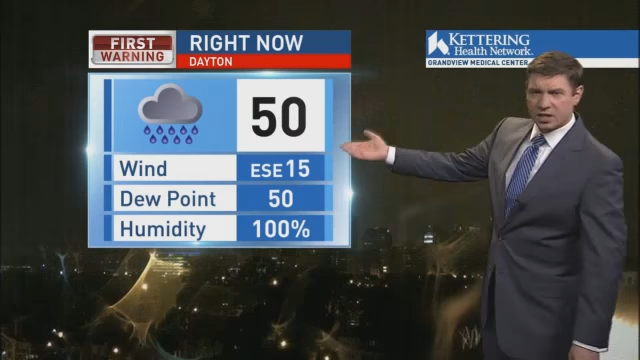 FIRST
WARNING
RIGHT NOW
DAYTON
50
Wind ESE 15
Dew Point 50
Humidity 100%
KETTERING
Health Network
GRANDVIEW MEDICAL CENTER